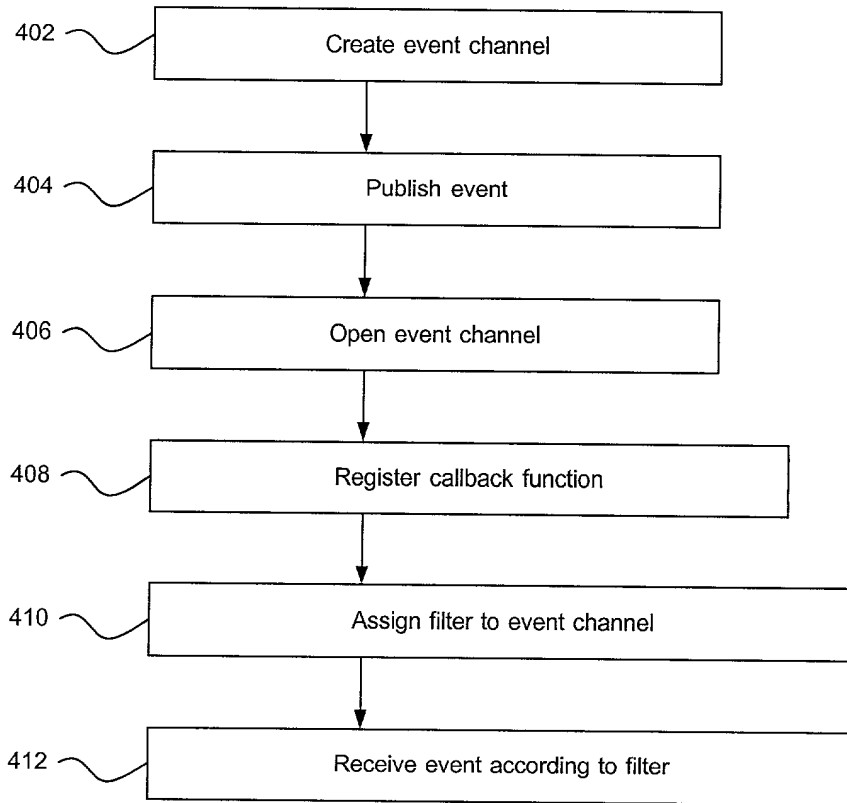 402 Create event channel
404 Publish event
406 Open event channel
408 Register callback function
410 Assign filter to event channel
412 Receive event according to filter